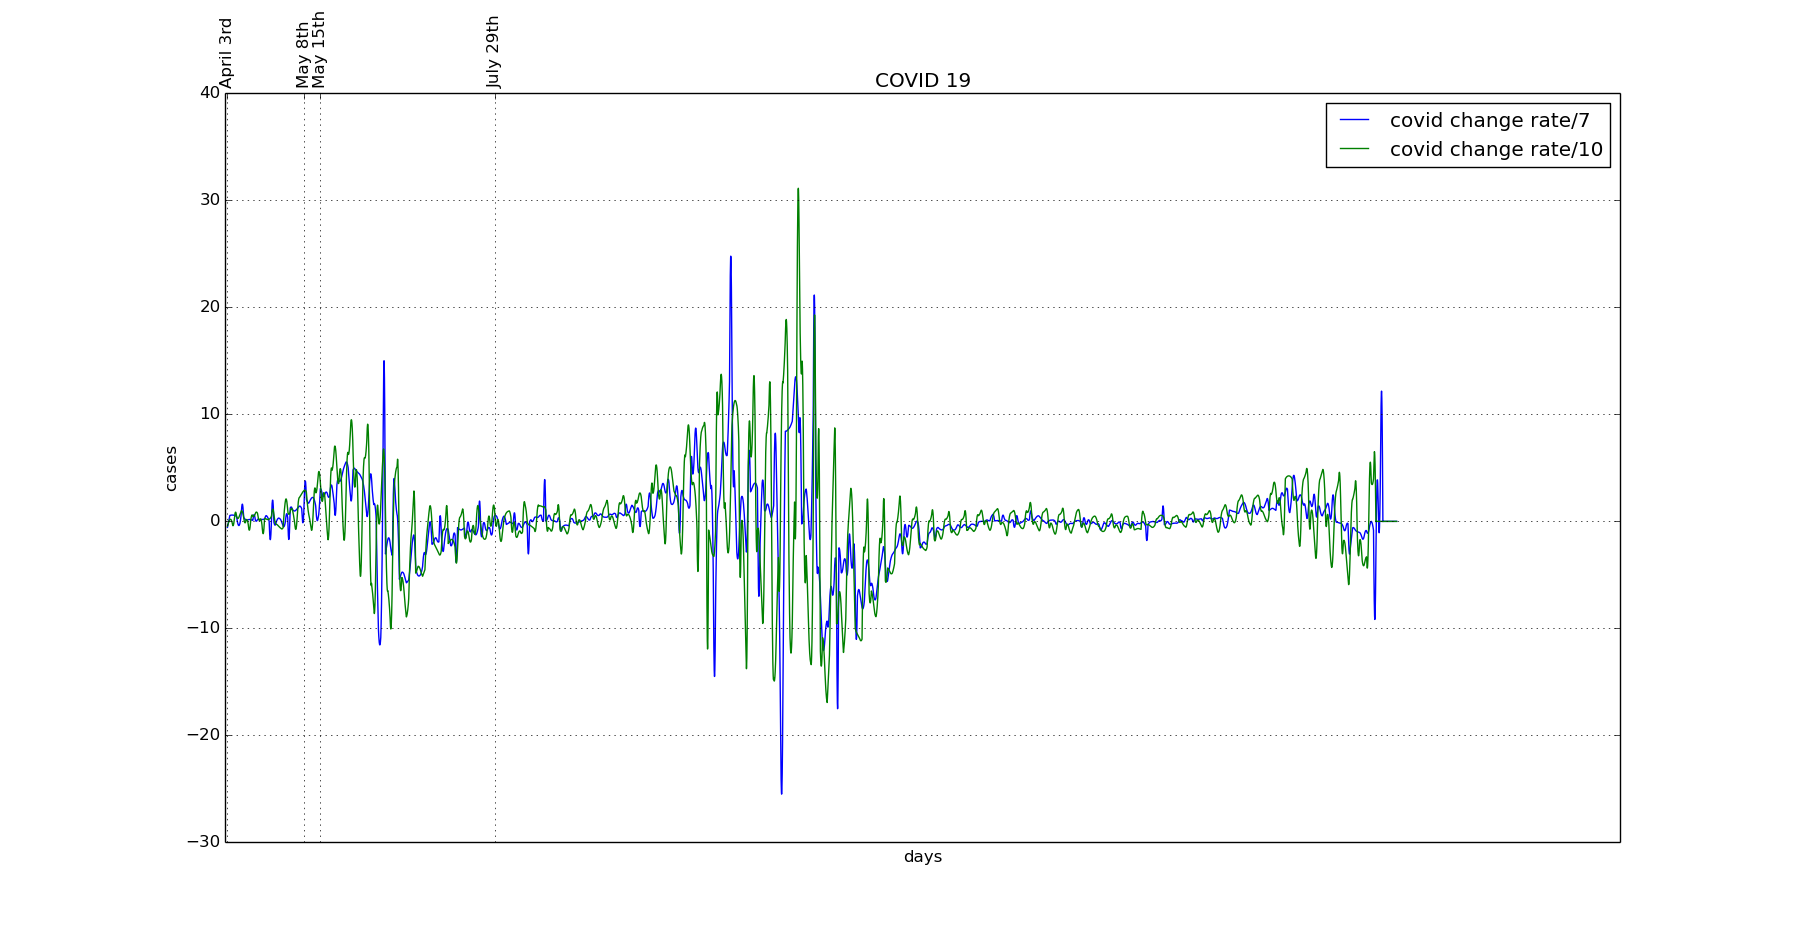 April 3rd
May 8th
May 15th
July 29th
COVID 19
40
30
20
10
0
−10
−20
−30
cases
days
covid change rate/7
covid change rate/10